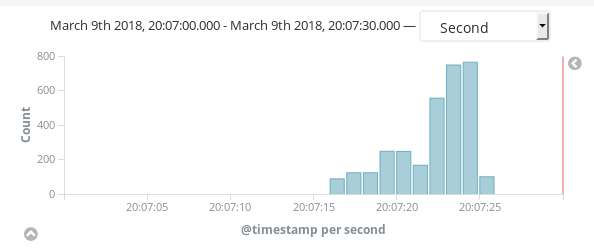 March 9th 2018, 20:07:00.000 - March 9th 2018, 20:07:30.000 — Second
800
600
400
200
0
Count
20:07:05 20:07:10 20:07:15 20:07:20 20:07:25
@timestamp per second